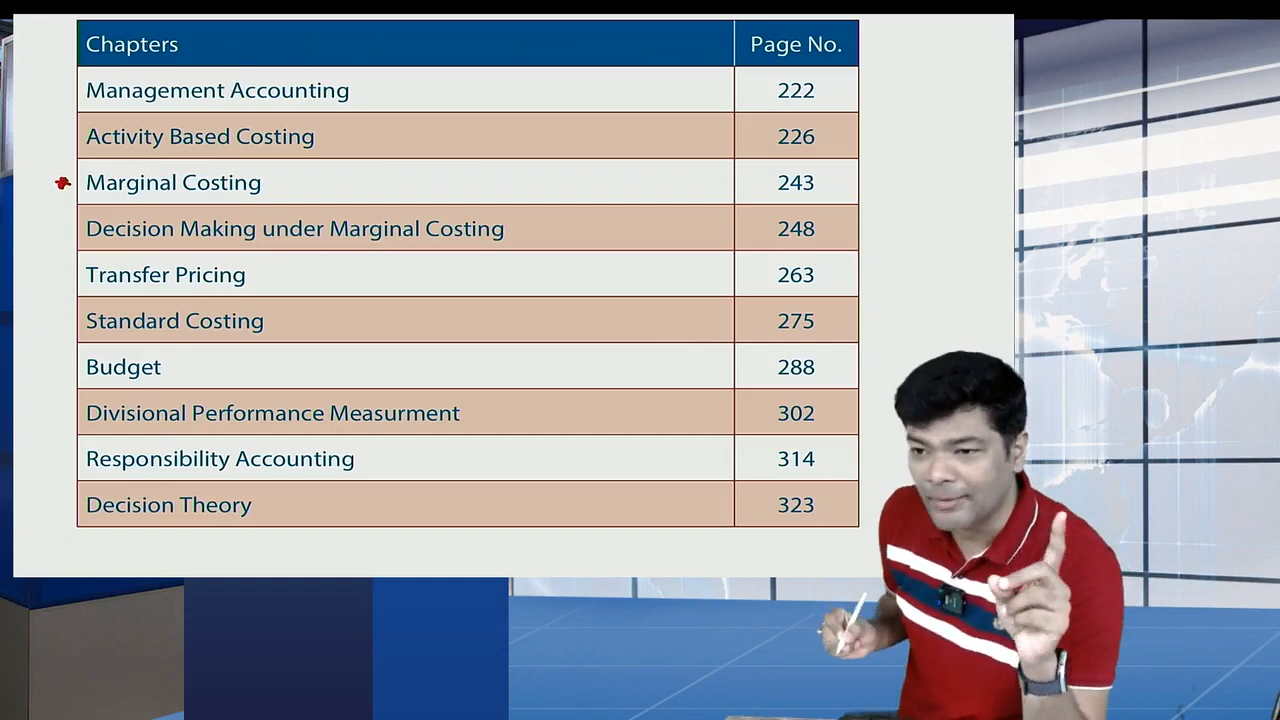 Chapters Page No.
Management Accounting 222
Activity Based Costing 226
Marginal Costing 243
Decision Making under Marginal Costing 248
Transfer Pricing 263
Standard Costing 275
Budget 288
Divisional Performance Measurment 302
Responsibility Accounting 314
Decision Theory 323